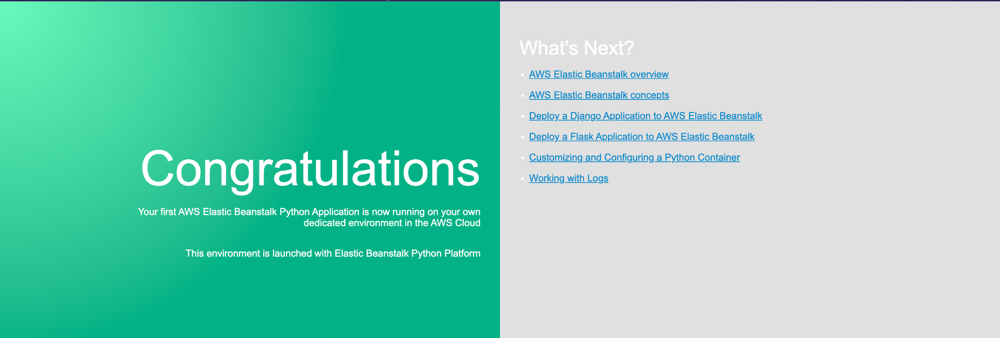 Congratulations
Your first AWS Elastic Beanstalk Python Application is now running on your own
dedicated environment in the AWS Cloud
This environment is launched with Elastic Beanstalk Python Platform
What's Next?
AWS Elastic Beanstalk overview
AWS Elastic Beanstalk concepts
Deploy a Django Application to AWS Elastic Beanstalk
Deploy a Flask Application to AWS Elastic Beanstalk
Customizing and Configuring a Python Container
Working with Logs